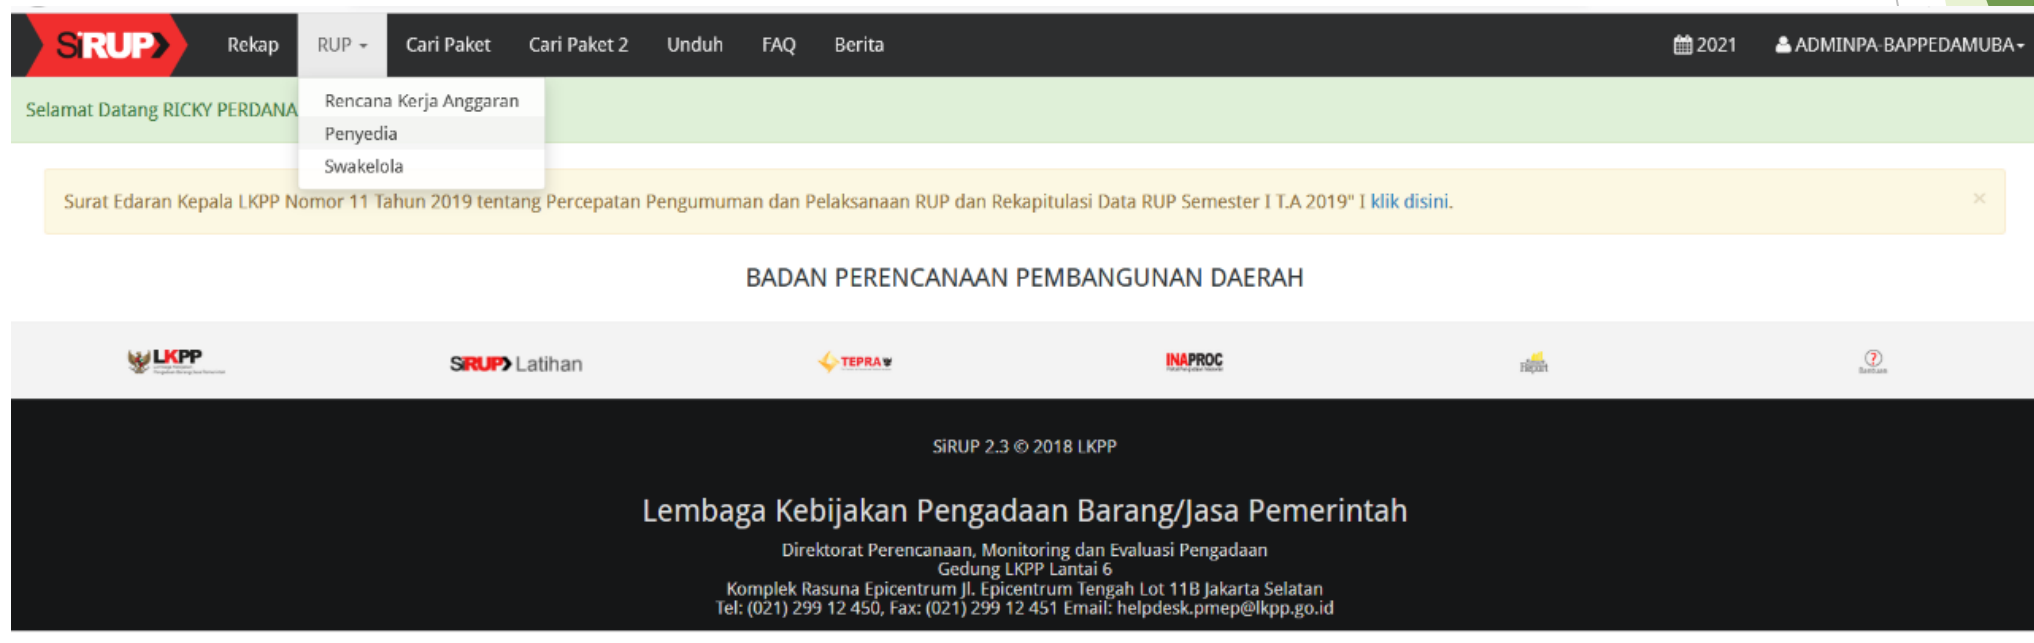 SiRUP Rekap RUP Cari Paket Cari Paket 2 Unduh FAQ Berita 2021 ADMINPA-BAPPEDAMUBA
Selamat Datang RICKY PERDANA
Rencana Kerja Anggaran
Penyedia
Swakelola
Surat Edaran Kepala LKPP Nomor 11 Tahun 2019 tentang Percepatan Pengumuman dan Pelaksanaan RUP dan Rekapitulasi Data RUP Semester I T.A 2019" I klik disini. ×
BADAN PERENCANAAN PEMBANGUNAN DAERAH
LKPP SiRUP Latihan TEPRA INAPROC Report Bantuan
SiRUP 2.3 © 2018 LKPP
Lembaga Kebijakan Pengadaan Barang/Jasa Pemerintah
Direktorat Perencanaan, Monitoring dan Evaluasi Pengadaan
Gedung LKPP Lantai 6
Komplek Rasuna Epicentrum Jl. Epicentrum Tengah Lot 11B Jakarta Selatan
Tel: (021) 299 12 450, Fax: (021) 299 12 451 Email: helpdesk.pmep@lkpp.go.id